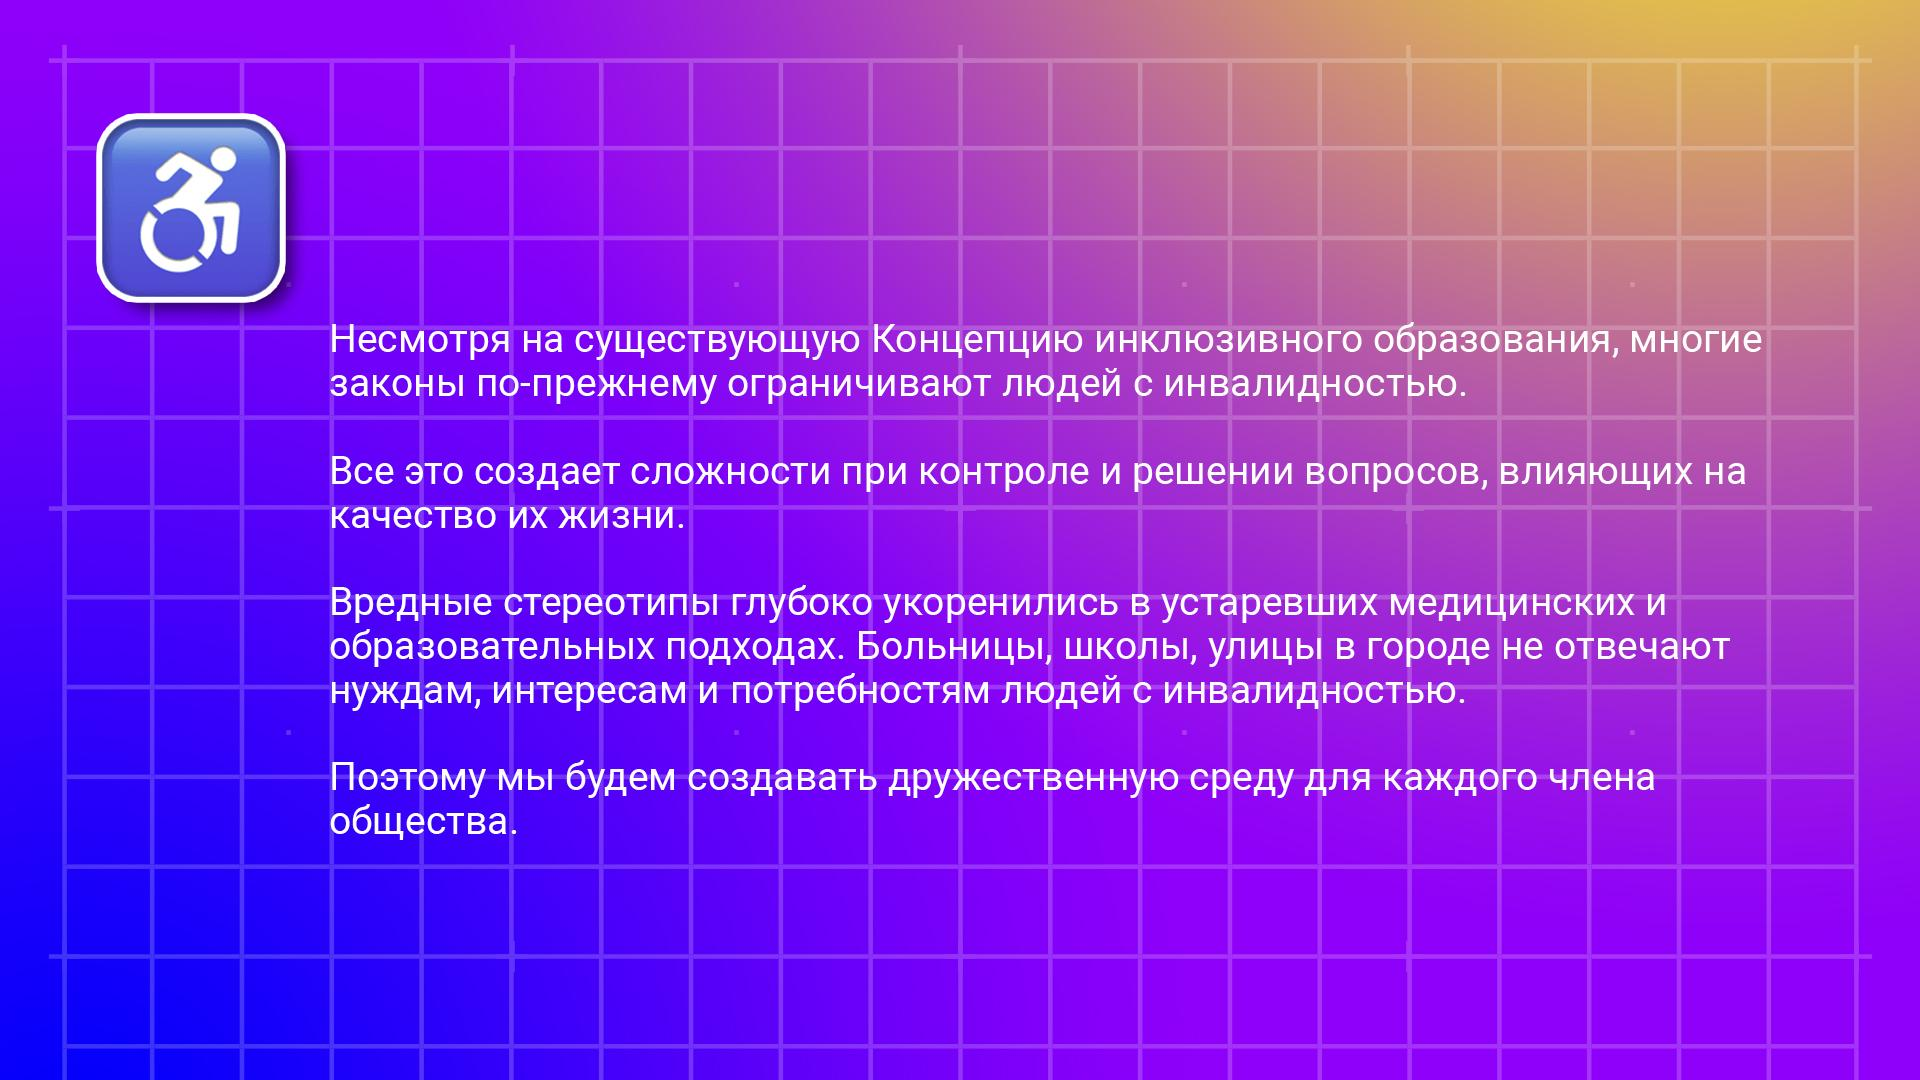 Несмотря на существующую Концепцию инклюзивного образования, многие
законы по-прежнему ограничивают людей с инвалидностью.
Все это создает сложности при контроле и решении вопросов, влияющих на
качество их жизни.
Вредные стереотипы глубоко укоренились в устаревших медицинских и
образовательных подходах. Больницы, школы, улицы в городе не отвечают
нуждам, интересам и потребностям людей с инвалидностью.
Поэтому мы будем создавать дружественную среду для каждого члена
общества.